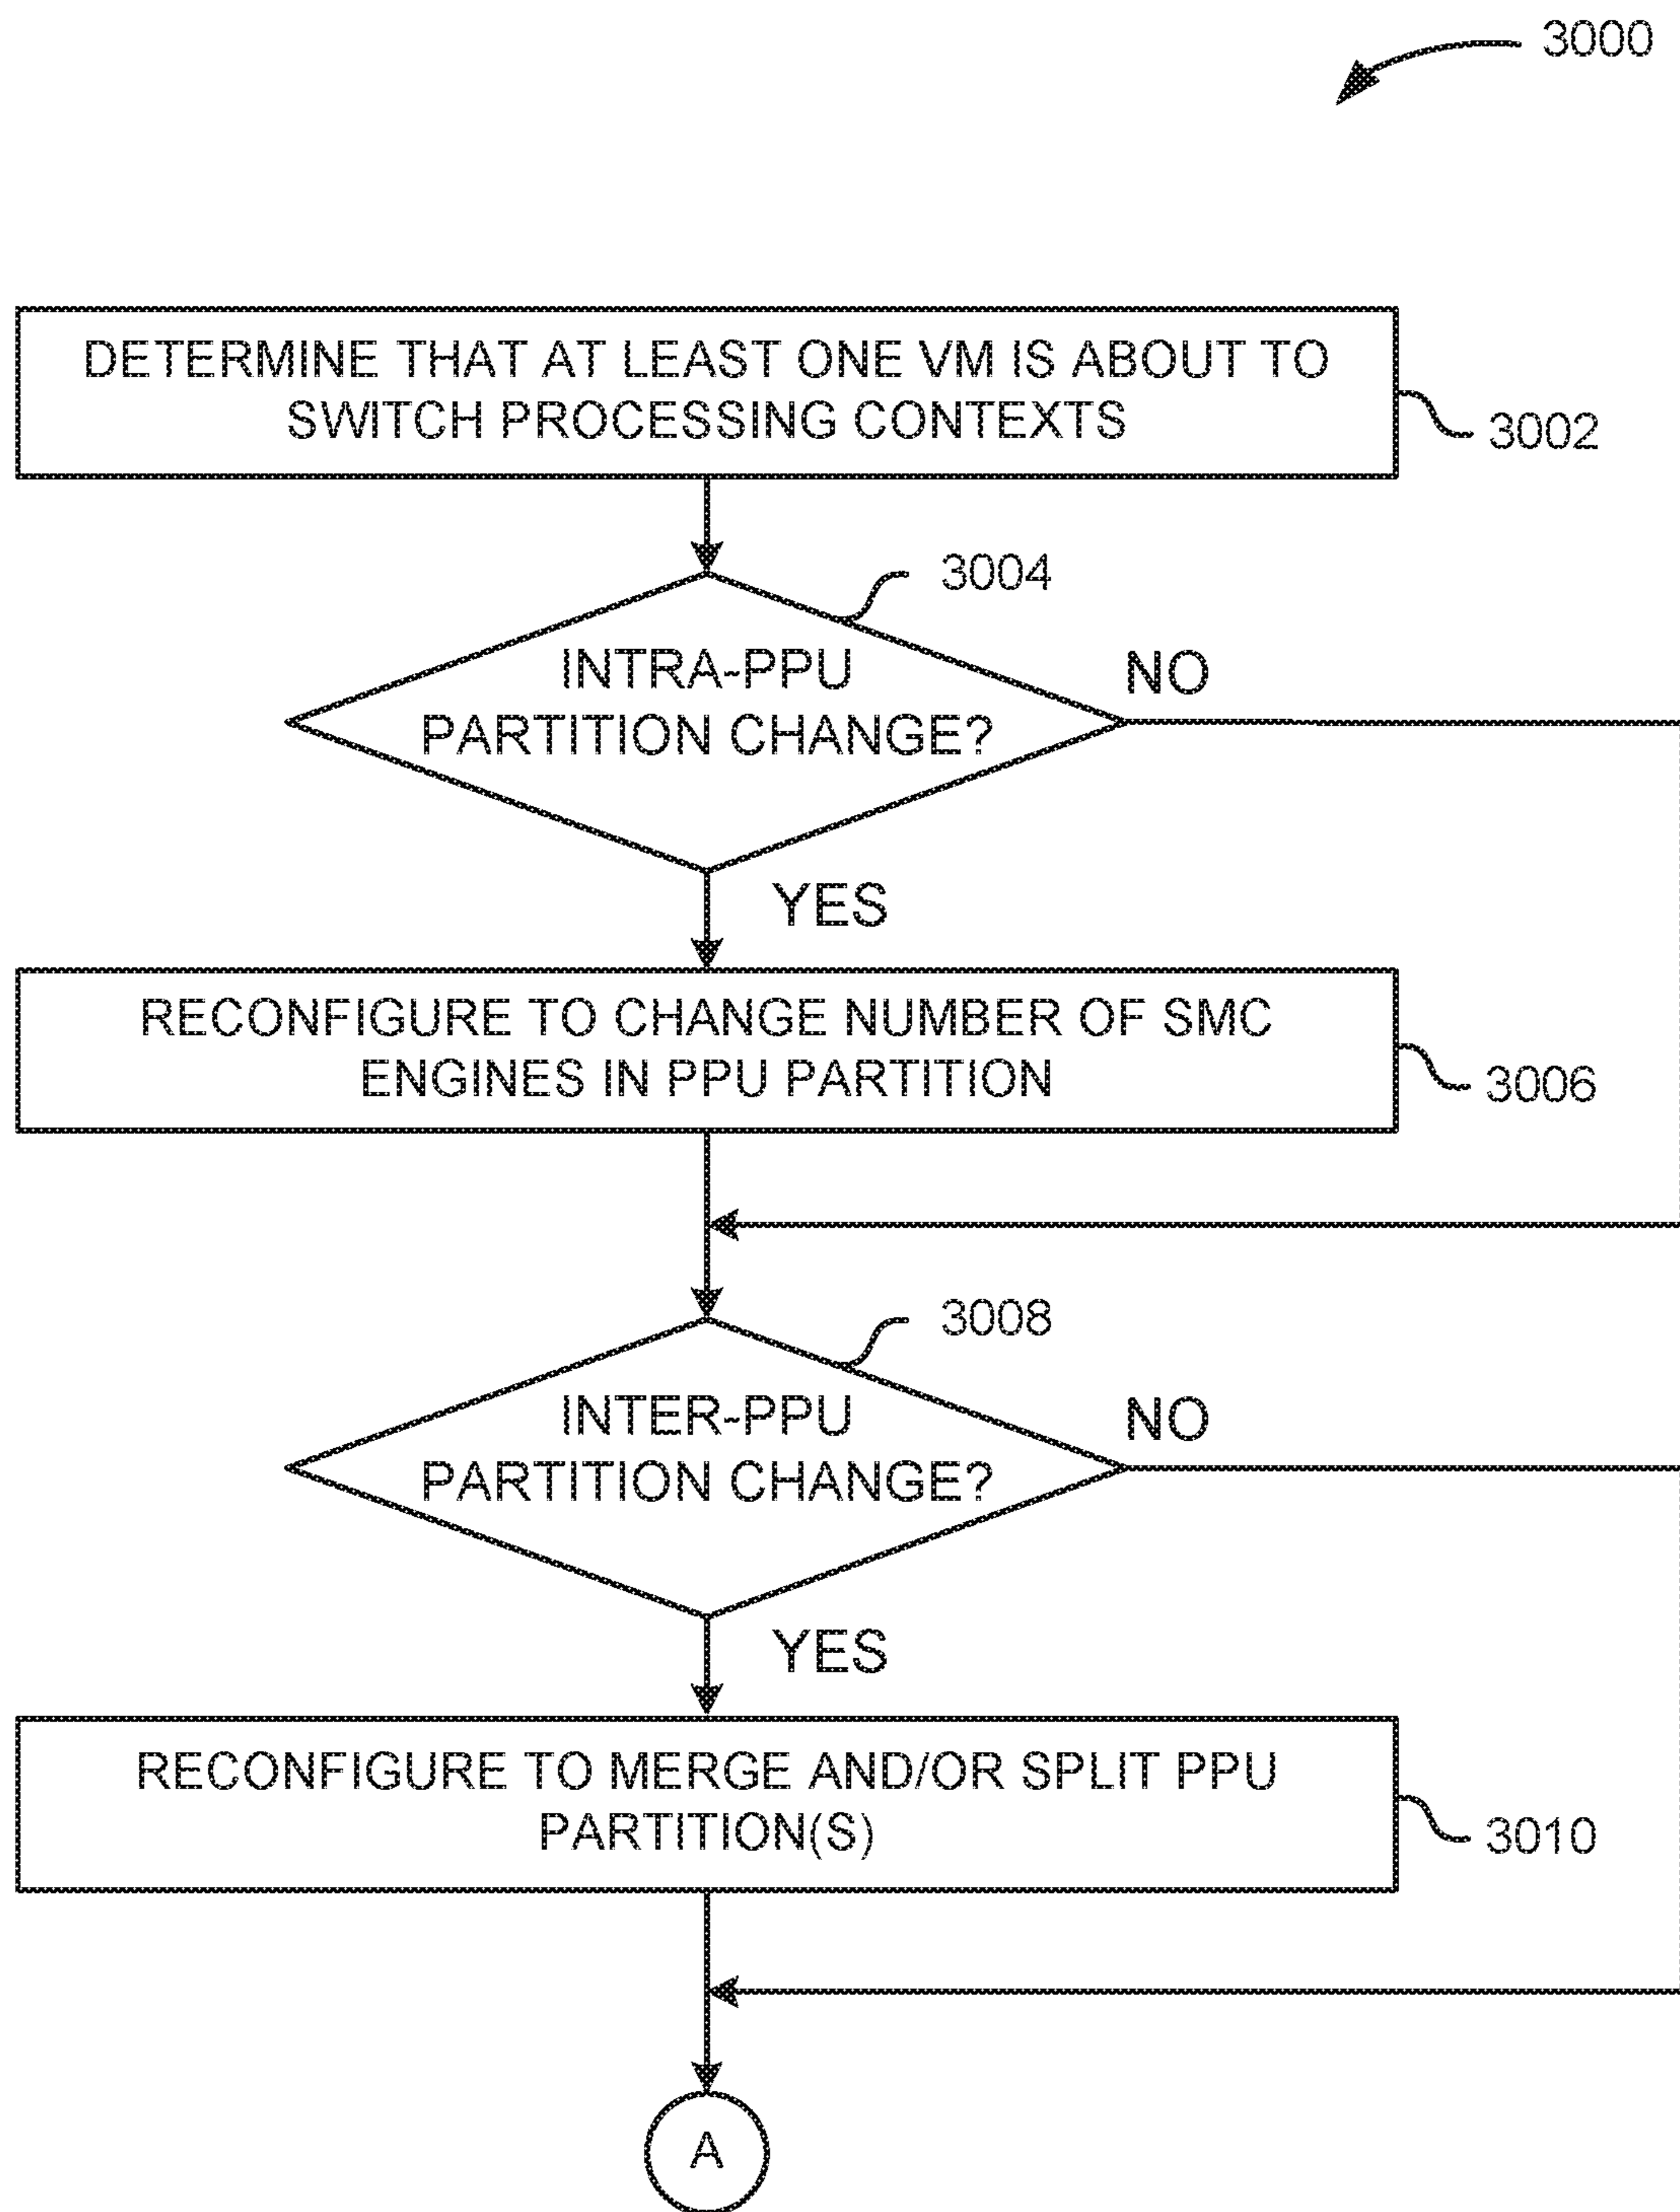 3000
DETERMINE THAT AT LEAST ONE VM IS ABOUT TO
SWITCH PROCESSING CONTEXTS
3002
3004
INTRA-PPU
PARTITION CHANGE?
NO
YES
RECONFIGURE TO CHANGE NUMBER OF SMC
ENGINES IN PPU PARTITION
3006
3008
INTER-PPU
PARTITION CHANGE?
NO
YES
RECONFIGURE TO MERGE AND/OR SPLIT PPU
PARTITION(S)
3010
A